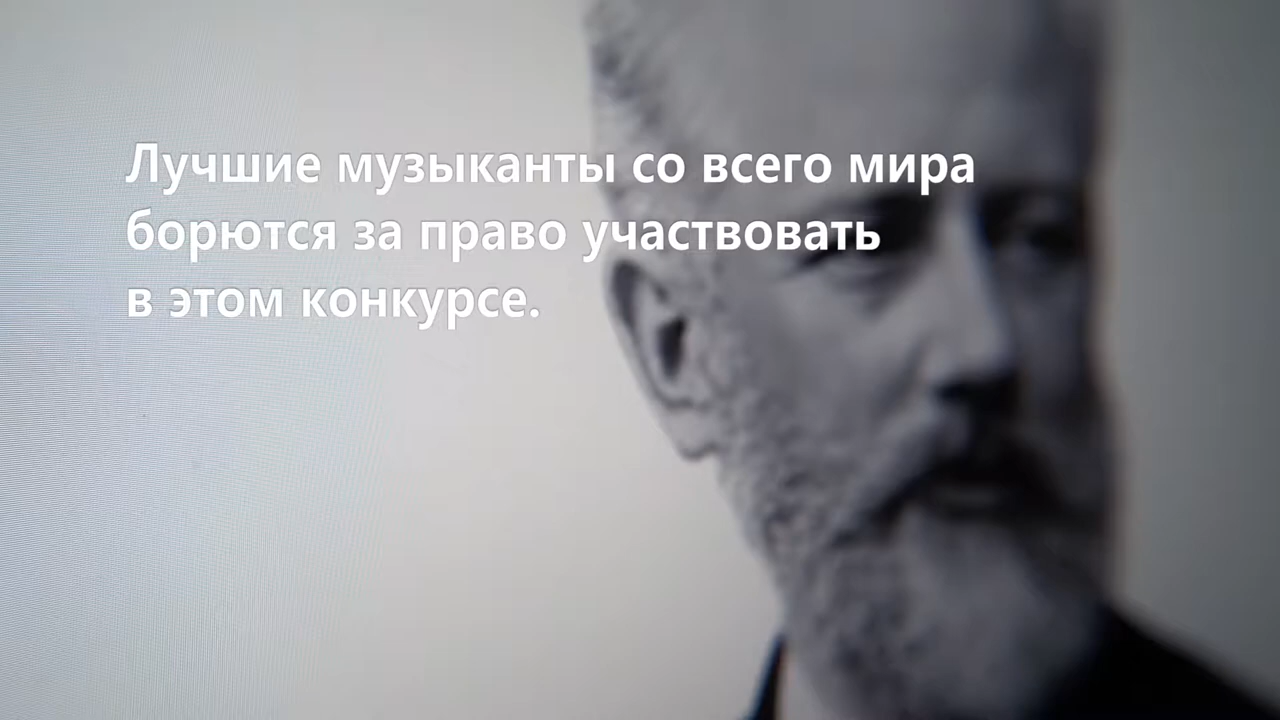 Лучшие музыканты со всего мира
борются за право участвовать
в этом конкурсе.